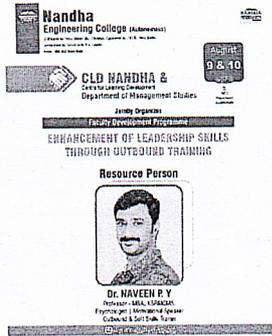 Nandha
Engineering College (Autonomous)
August
9 & 10
CLD NANDHA &
Centre for Learning Development
Department of Management Studies
Jointly Organizes
Faculty Development Programme
ENHANCEMENT OF LEADERSHIP SKILLS
THROUGH OUTBOUND TRAINING
Resource Person
Dr. NAVEEN P. Y
Psychologist | Motivational Speaker
Outbound & Soft Skills Trainer